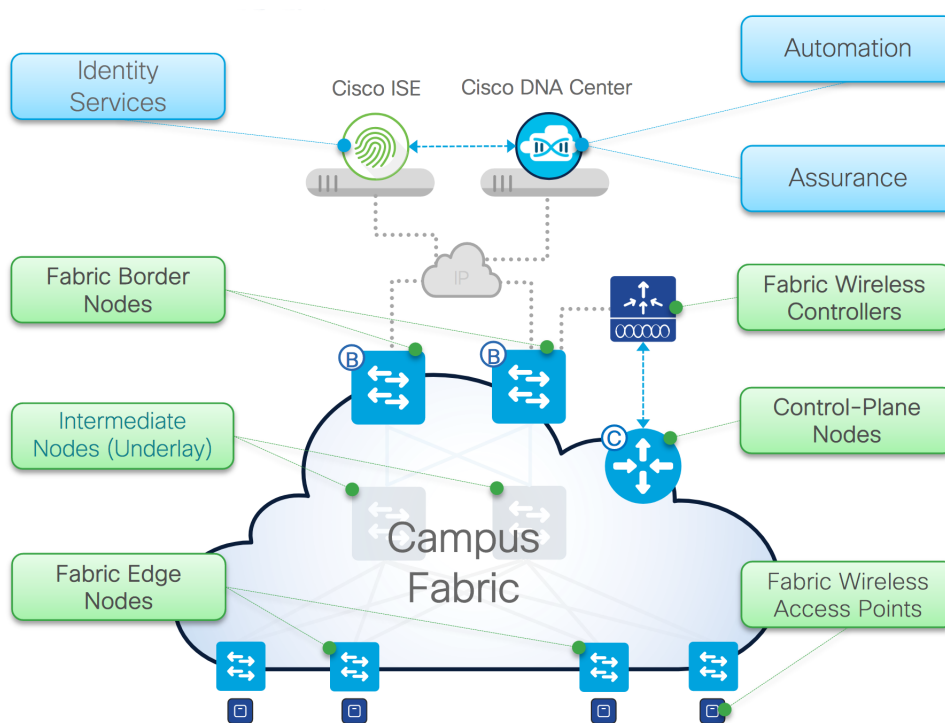 Identity
Services
Cisco ISE
Cisco DNA Center
Automation
Assurance
IP
Fabric Border
Nodes
Fabric Wireless
Controllers
B
B
Intermediate
Nodes (Underlay)
C
Control-Plane
Nodes
Campus
Fabric
Fabric Edge
Nodes
Fabric Wireless
Access Points